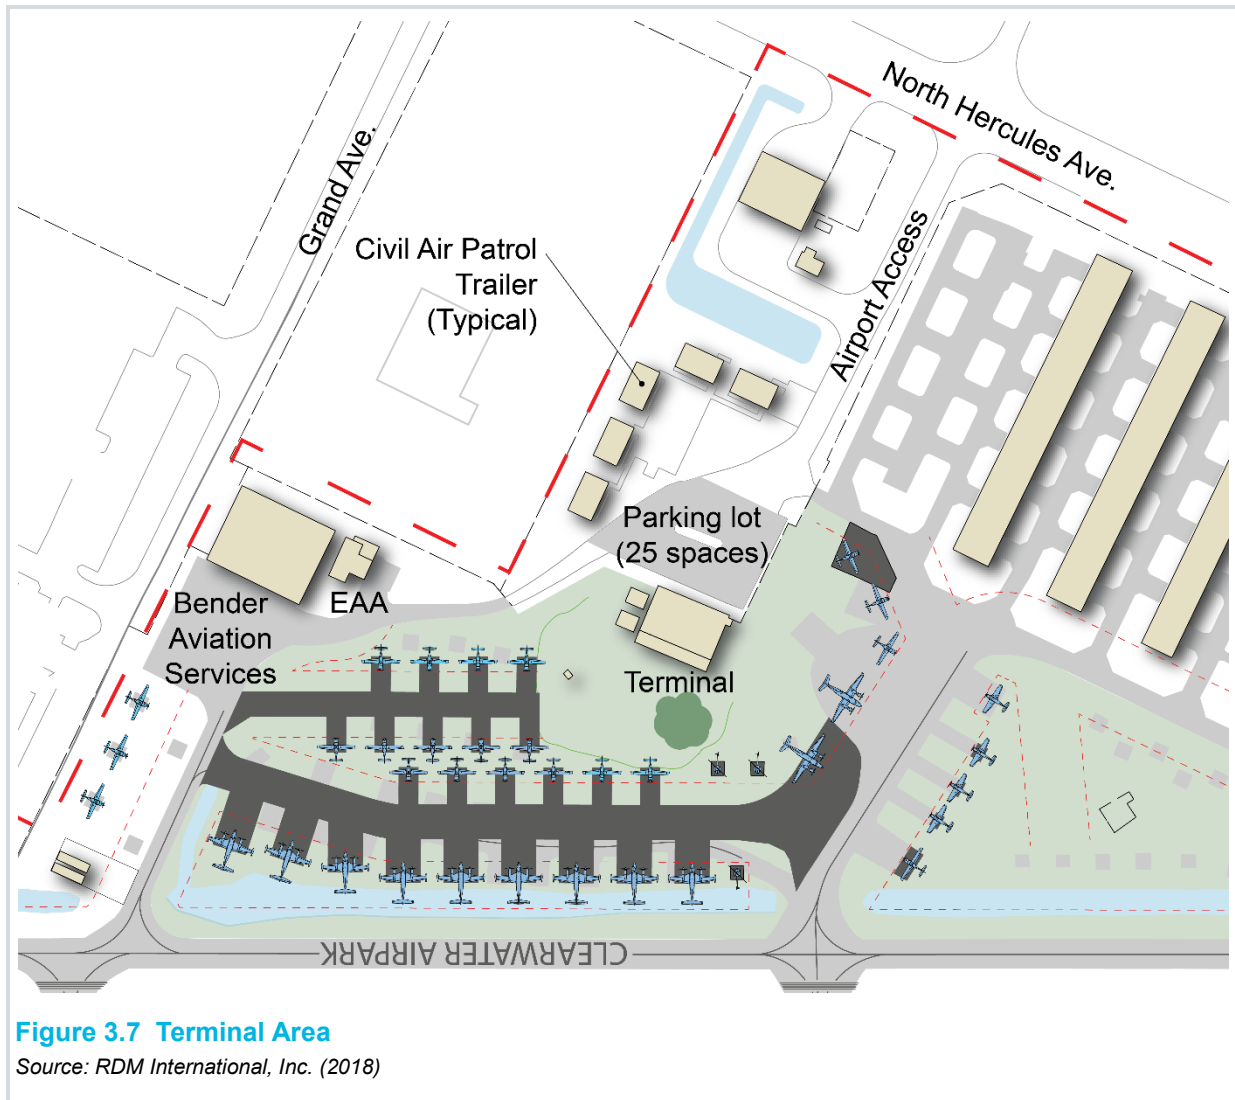 North Hercules Ave.
Grand Ave.
Civil Air Patrol
Trailer
(Typical)
Airport Access
Parking lot
(25 spaces)
Bender
Aviation
Services
EAA
Terminal
CLEARWATER AIRPARK
Figure 3.7 Terminal Area
Source: RDM International, Inc. (2018)